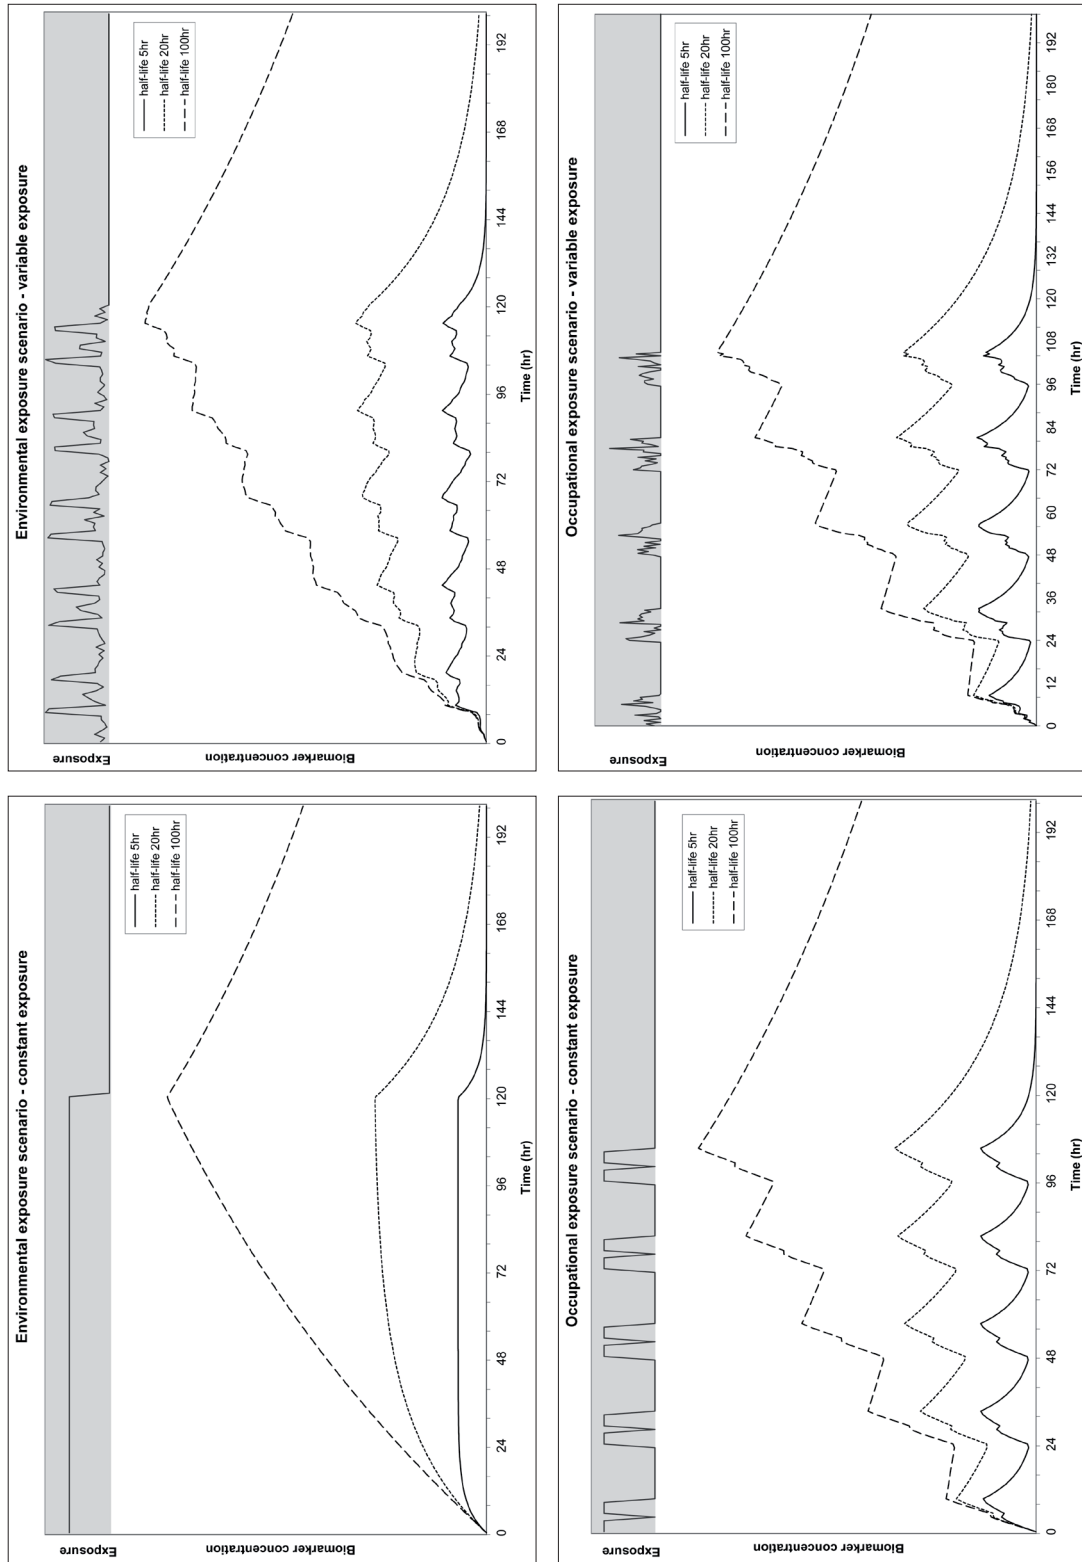 Environmental exposure scenario - constant exposure
Exposure
Biomarker concentration
half-life 5hr
half-life 20hr
half-life 100hr
0
24
48
72
96
120
144
168
192
Time (hr)
Environmental exposure scenario - variable exposure
Exposure
Biomarker concentration
half-life 5hr
half-life 20hr
half-life 100hr
0
24
48
72
96
120
144
168
192
Time (hr)
Occupational exposure scenario - constant exposure
Exposure
Biomarker concentration
half-life 5hr
half-life 20hr
half-life 100hr
0
24
48
72
96
120
144
168
192
Time (hr)
Occupational exposure scenario - variable exposure
Exposure
Biomarker concentration
half-life 5hr
half-life 20hr
half-life 100hr
0
12
24
36
48
60
72
84
96
108
120
132
144
156
168
180
192
Time (hr)